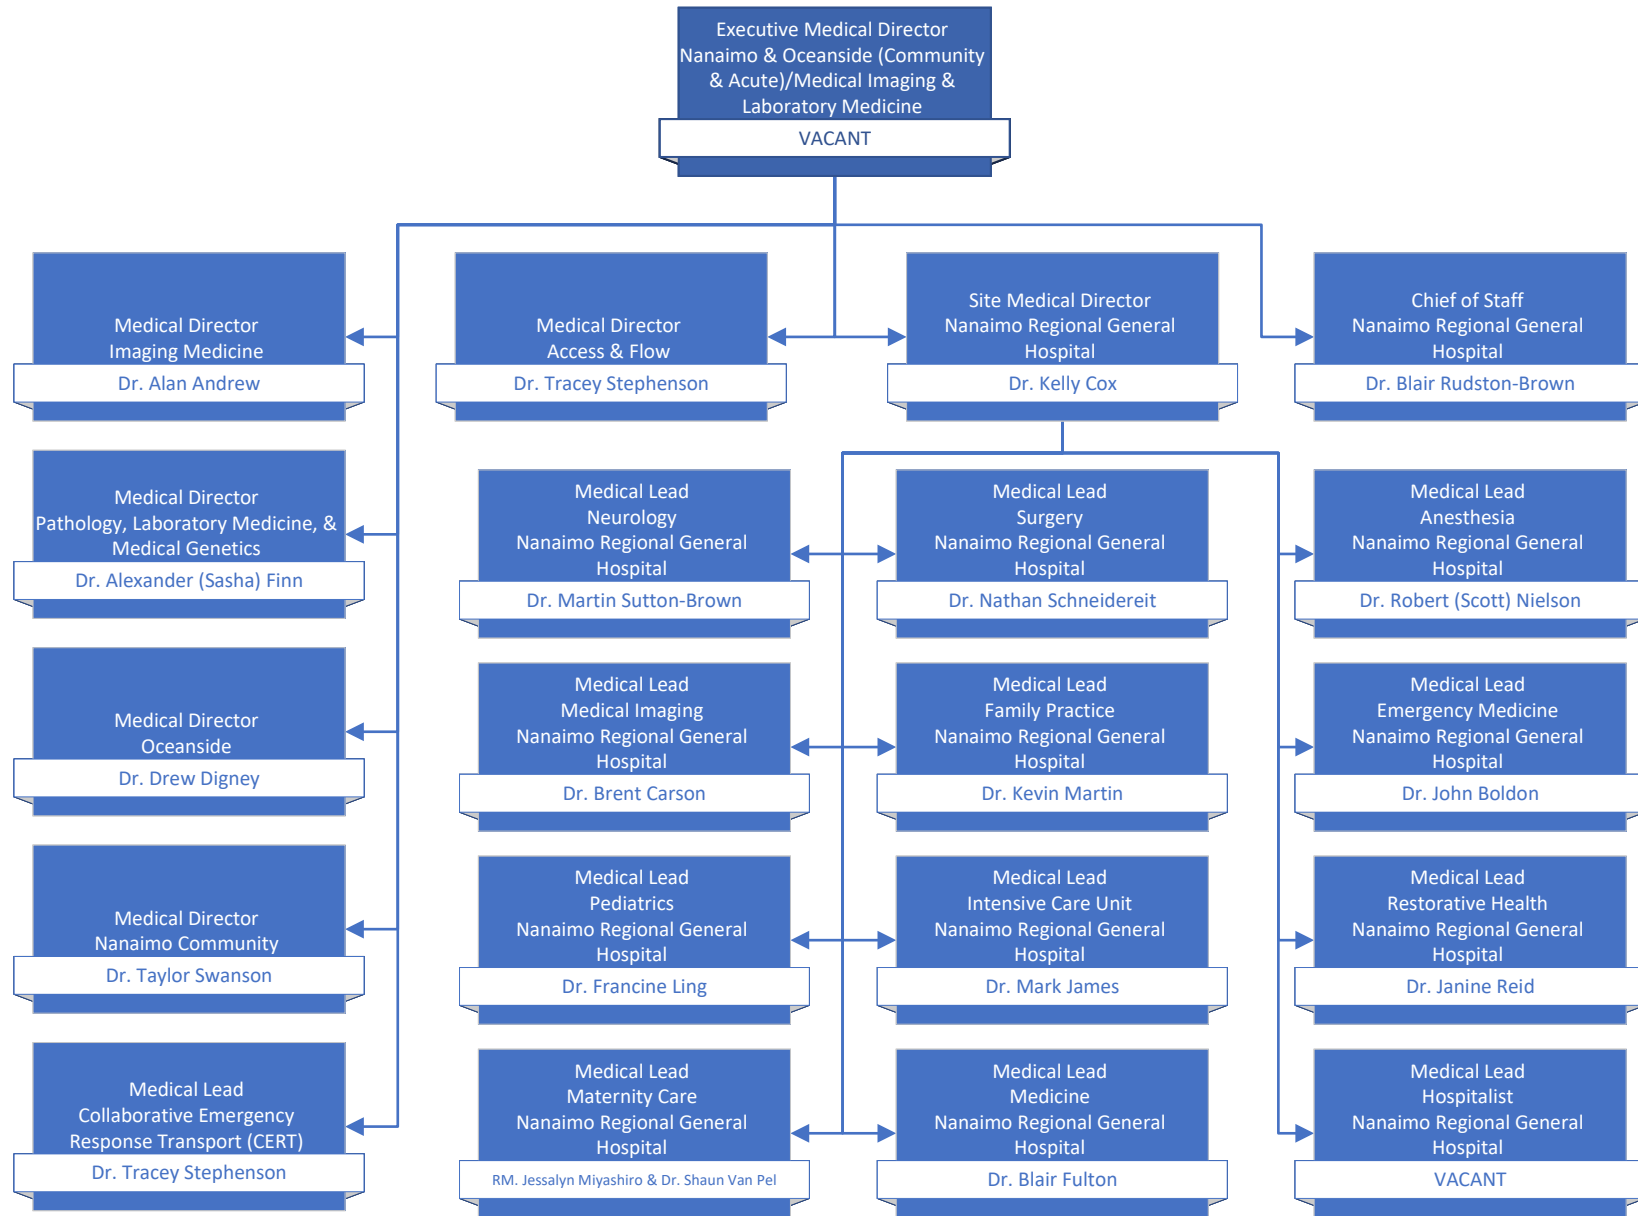 Executive Medical Director
Nanaimo & Oceanside (Community
& Acute)/Medical Imaging &
Laboratory Medicine
VACANT
Medical Director
Imaging Medicine
Dr. Alan Andrew
Medical Director
Access & Flow
Dr. Tracey Stephenson
Site Medical Director
Nanaimo Regional General
Hospital
Dr. Kelly Cox
Chief of Staff
Nanaimo Regional General
Hospital
Dr. Blair Rudston-Brown
Medical Director
Pathology, Laboratory Medicine, &
Medical Genetics
Dr. Alexander (Sasha) Finn
Medical Lead
Neurology
Nanaimo Regional General
Hospital
Dr. Martin Sutton-Brown
Medical Lead
Surgery
Nanaimo Regional General
Hospital
Dr. Nathan Schneidereit
Medical Lead
Anesthesia
Nanaimo Regional General
Hospital
Dr. Robert (Scott) Nielson
Medical Director
Oceanside
Dr. Drew Digney
Medical Lead
Medical Imaging
Nanaimo Regional General
Hospital
Dr. Brent Carson
Medical Lead
Family Practice
Nanaimo Regional General
Hospital
Dr. Kevin Martin
Medical Lead
Emergency Medicine
Nanaimo Regional General
Hospital
Dr. John Boldon
Medical Director
Nanaimo Community
Dr. Taylor Swanson
Medical Lead
Pediatrics
Nanaimo Regional General
Hospital
Dr. Francine Ling
Medical Lead
Intensive Care Unit
Nanaimo Regional General
Hospital
Dr. Mark James
Medical Lead
Restorative Health
Nanaimo Regional General
Hospital
Dr. Janine Reid
Medical Lead
Collaborative Emergency
Response Transport (CERT)
Dr. Tracey Stephenson
Medical Lead
Maternity Care
Nanaimo Regional General
Hospital
RM. Jessalyn Miyashiro & Dr. Shaun Van Pel
Medical Lead
Medicine
Nanaimo Regional General
Hospital
Dr. Blair Fulton
Medical Lead
Hospitalist
Nanaimo Regional General
Hospital
VACANT